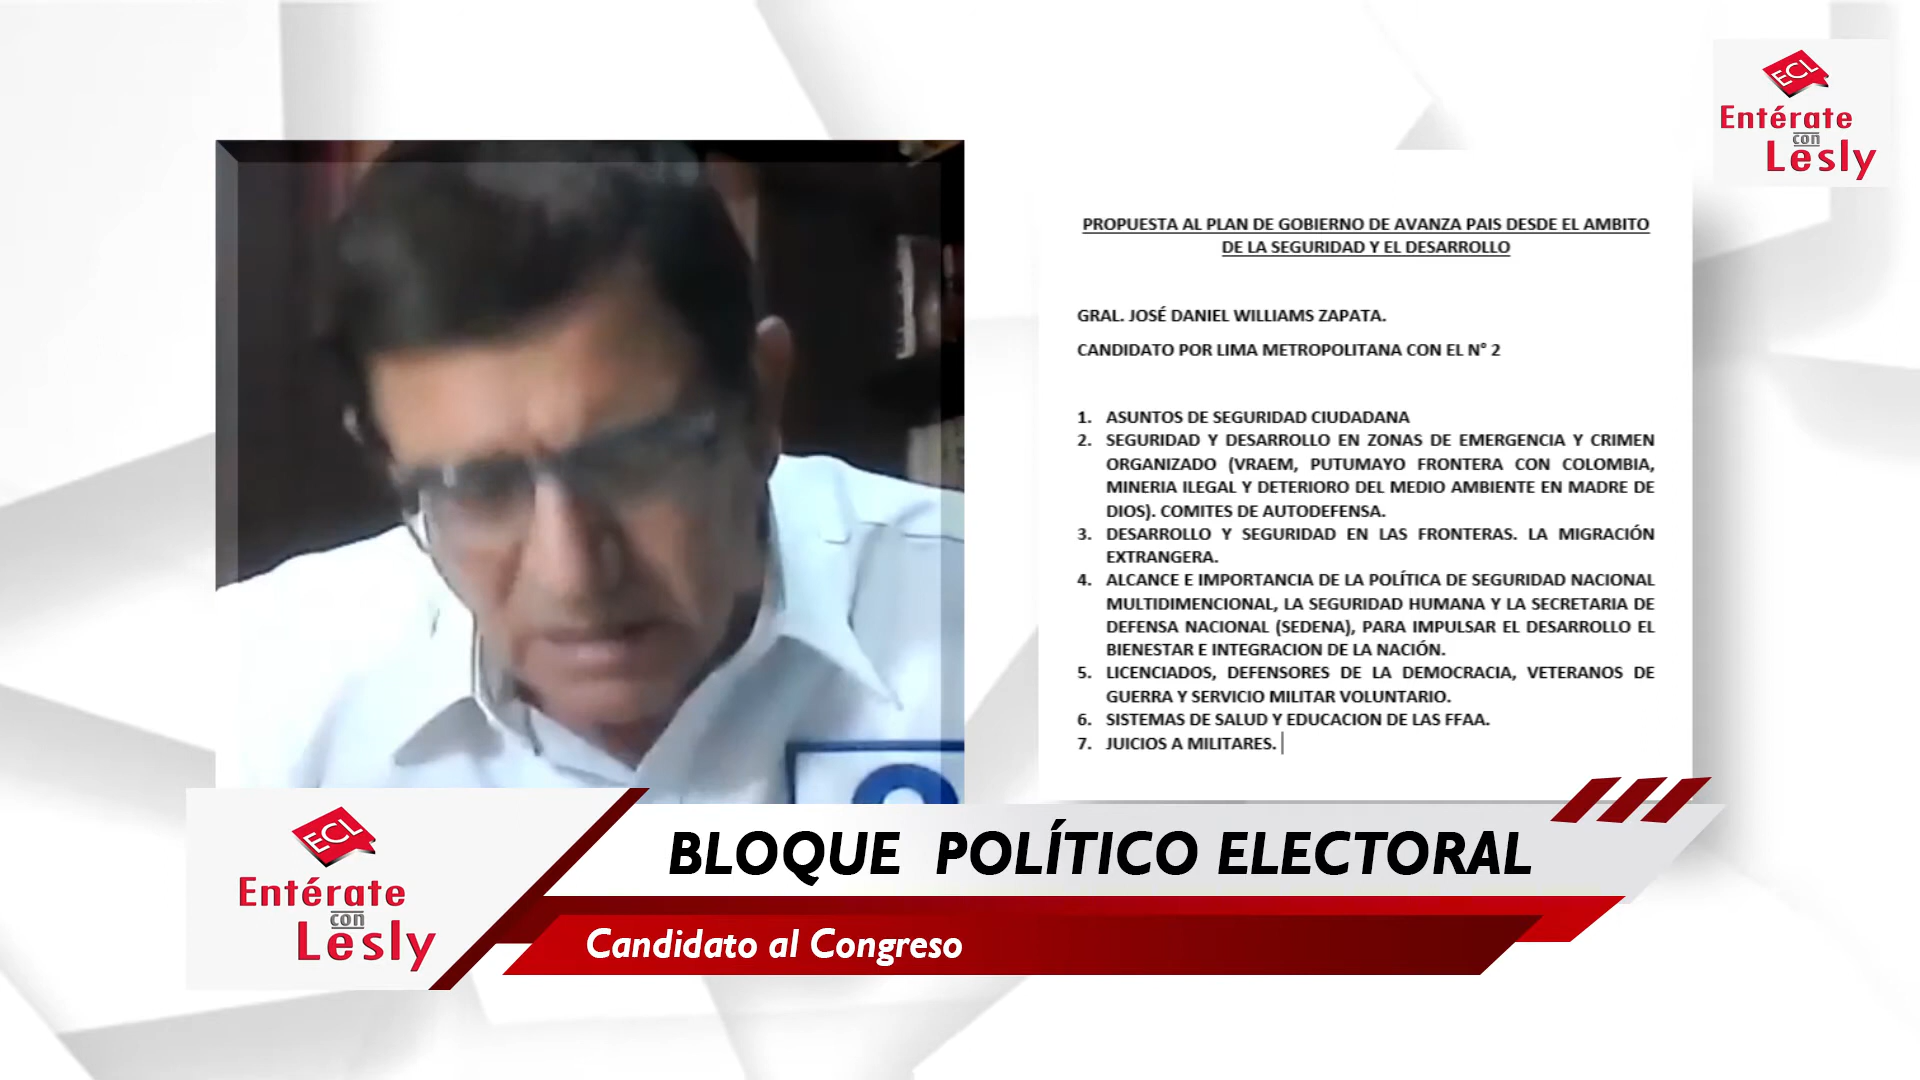 ECL
Entérate
con
Lesly
PROPUESTA AL PLAN DE GOBIERNO DE AVANZA PAIS DESDE EL AMBITO
DE LA SEGURIDAD Y EL DESARROLLO
GRAL. JOSÉ DANIEL WILLIAMS ZAPATA.
CANDIDATO POR LIMA METROPOLITANA CON EL N° 2
1. ASUNTOS DE SEGURIDAD CIUDADANA
2. SEGURIDAD Y DESARROLLO EN ZONAS DE EMERGENCIA Y CRIMEN
ORGANIZADO (VRAEM, PUTUMAYO FRONTERA CON COLOMBIA,
MINERIA ILEGAL Y DETERIORO DEL MEDIO AMBIENTE EN MADRE DE
DIOS). COMITES DE AUTODEFENSA.
3. DESARROLLO Y SEGURIDAD EN LAS FRONTERAS. LA MIGRACIÓN
EXTRANGERA.
4. ALCANCE E IMPORTANCIA DE LA POLÍTICA DE SEGURIDAD NACIONAL
MULTIDIMENCIONAL, LA SEGURIDAD HUMANA Y LA SECRETARIA DE
DEFENSA NACIONAL (SEDENA), PARA IMPULSAR EL DESARROLLO EL
BIENESTAR E INTEGRACION DE LA NACIÓN.
5. LICENCIADOS, DEFENSORES DE LA DEMOCRACIA, VETERANOS DE
GUERRA Y SERVICIO MILITAR VOLUNTARIO.
6. SISTEMAS DE SALUD Y EDUCACION DE LAS FFAA.
7. JUICIOS A MILITARES.
ECL
Entérate
con
Lesly
BLOQUE POLÍTICO ELECTORAL
Candidato al Congreso